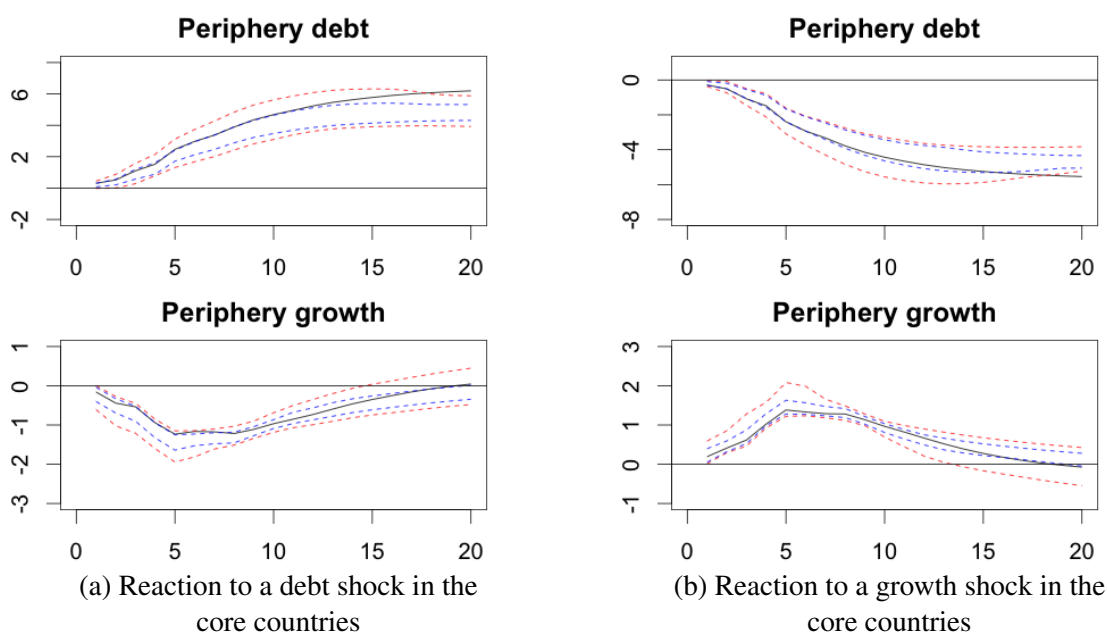 Periphery debt
6
2
-2
0 5 10 15 20
Periphery growth
1
0
-1
-2
-3
0 5 10 15 20
(a) Reaction to a debt shock in the
core countries
Periphery debt
0
-4
-8
0 5 10 15 20
Periphery growth
3
2
1
0
-1
0 5 10 15 20
(b) Reaction to a growth shock in the
core countries